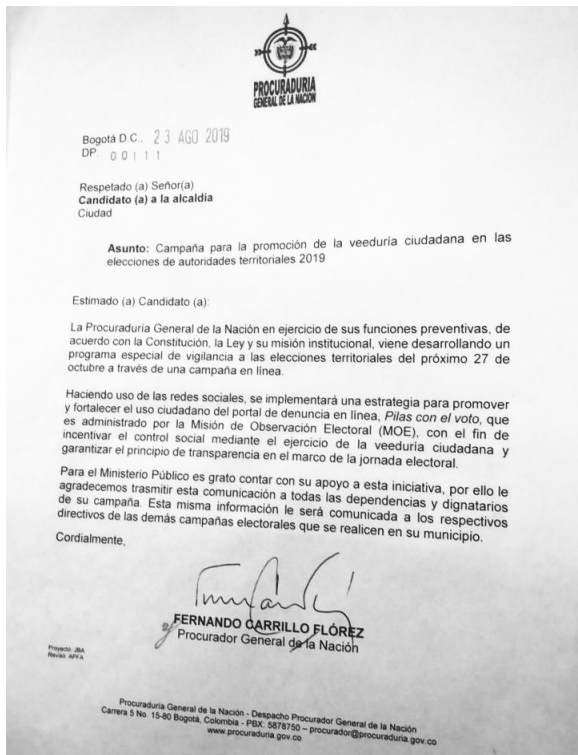 PROCURADURIA
GENERAL DE LA NACION
Bogotá D.C., 23 AGO 2019
DP. 00111
Respetado (a) Señor(a)
Candidato (a) a la alcaldia
Ciudad
Asunto: Campaña para la promoción de la veeduría ciudadana en las
elecciones de autoridades territoriales 2019
Estimado (a) Candidato (a):
La Procuraduría General de la Nación en ejercicio de sus funciones preventivas, de
acuerdo con la Constitución, la Ley y su misión institucional, viene desarrollando un
programa especial de vigilancia a las elecciones territoriales del próximo 27 de
octubre a través de una campaña en línea.
Haciendo uso de las redes sociales, se implementará una estrategia para promover
y fortalecer el uso ciudadano del portal de denuncia en línea, Pilas con el voto, que
es administrado por la Misión de Observación Electoral (MOE), con el fin de
incentivar el control social mediante el ejercicio de la veeduría ciudadana y
garantizar el principio de transparencia en el marco de la jornada electoral.
Para el Ministerio Público es grato contar con su apoyo a esta iniciativa, por ello le
agradecemos trasmitir esta comunicación a todas las dependencias y dignatarios
de su campaña. Esta misma información le será comunicada a los respectivos
directivos de las demás campañas electorales que se realicen en su municipio.
Cordialmente,
FERNANDO CARRILLO FLÓREZ
Procurador General de la Nación
Proyectó: JBA
Revisó: APFA
Procuraduría General de la Nación - Despacho Procurador General de la Nación
Carrera 5 No. 15-80 Bogotá, Colombia - PBX: 5878750 – procurador@procuraduria.gov.co
www.procuraduria.gov.co